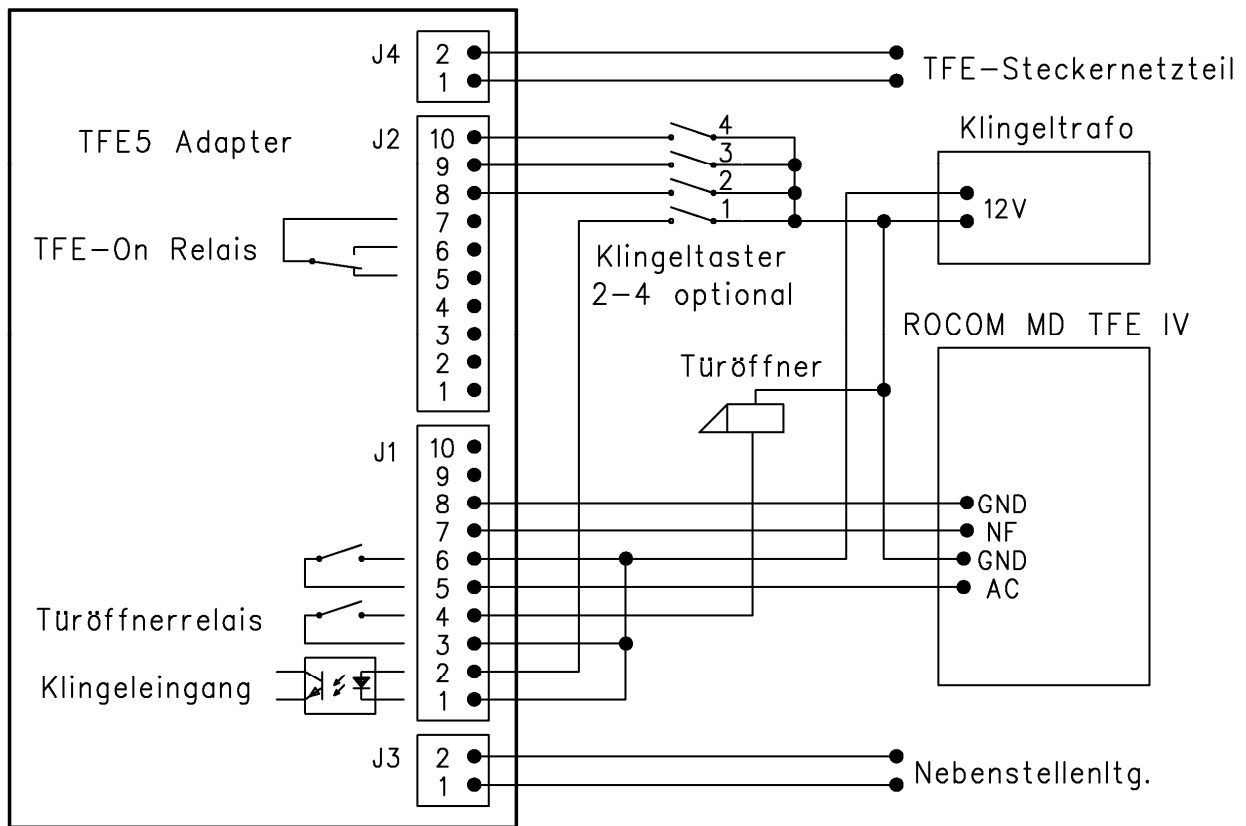 J4
2
1
TFE-Steckernetzteil
TFE5 Adapter
J2
10
9
8
7
6
5
4
3
2
1
TFE-On Relais
4
3
2
1
Klingeltaster
2-4 optional
Klingeltrafo
12V
ROCOM MD TFE IV
Türöffner
J1
10
9
8
7
6
5
4
3
2
1
GND
NF
GND
AC
Türöffnerrelais
Klingeleingang
J3
2
1
Nebenstellenltg.